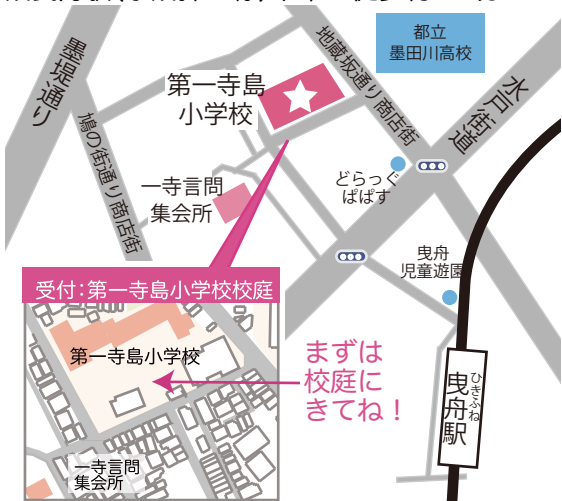 都立
墨田川高校
墨堤通り
地蔵坂通り商店街
水戸街道
第一寺島
小学校
鳩の街通り商店街
どらっぐ
ぱぱす
一寺言問
集会所
曳舟
児童遊園
受付:第一寺島小学校校庭
第一寺島小学校
まずは
校庭に
きてね!
曳舟駅
ひきふね
一寺言問
集会所